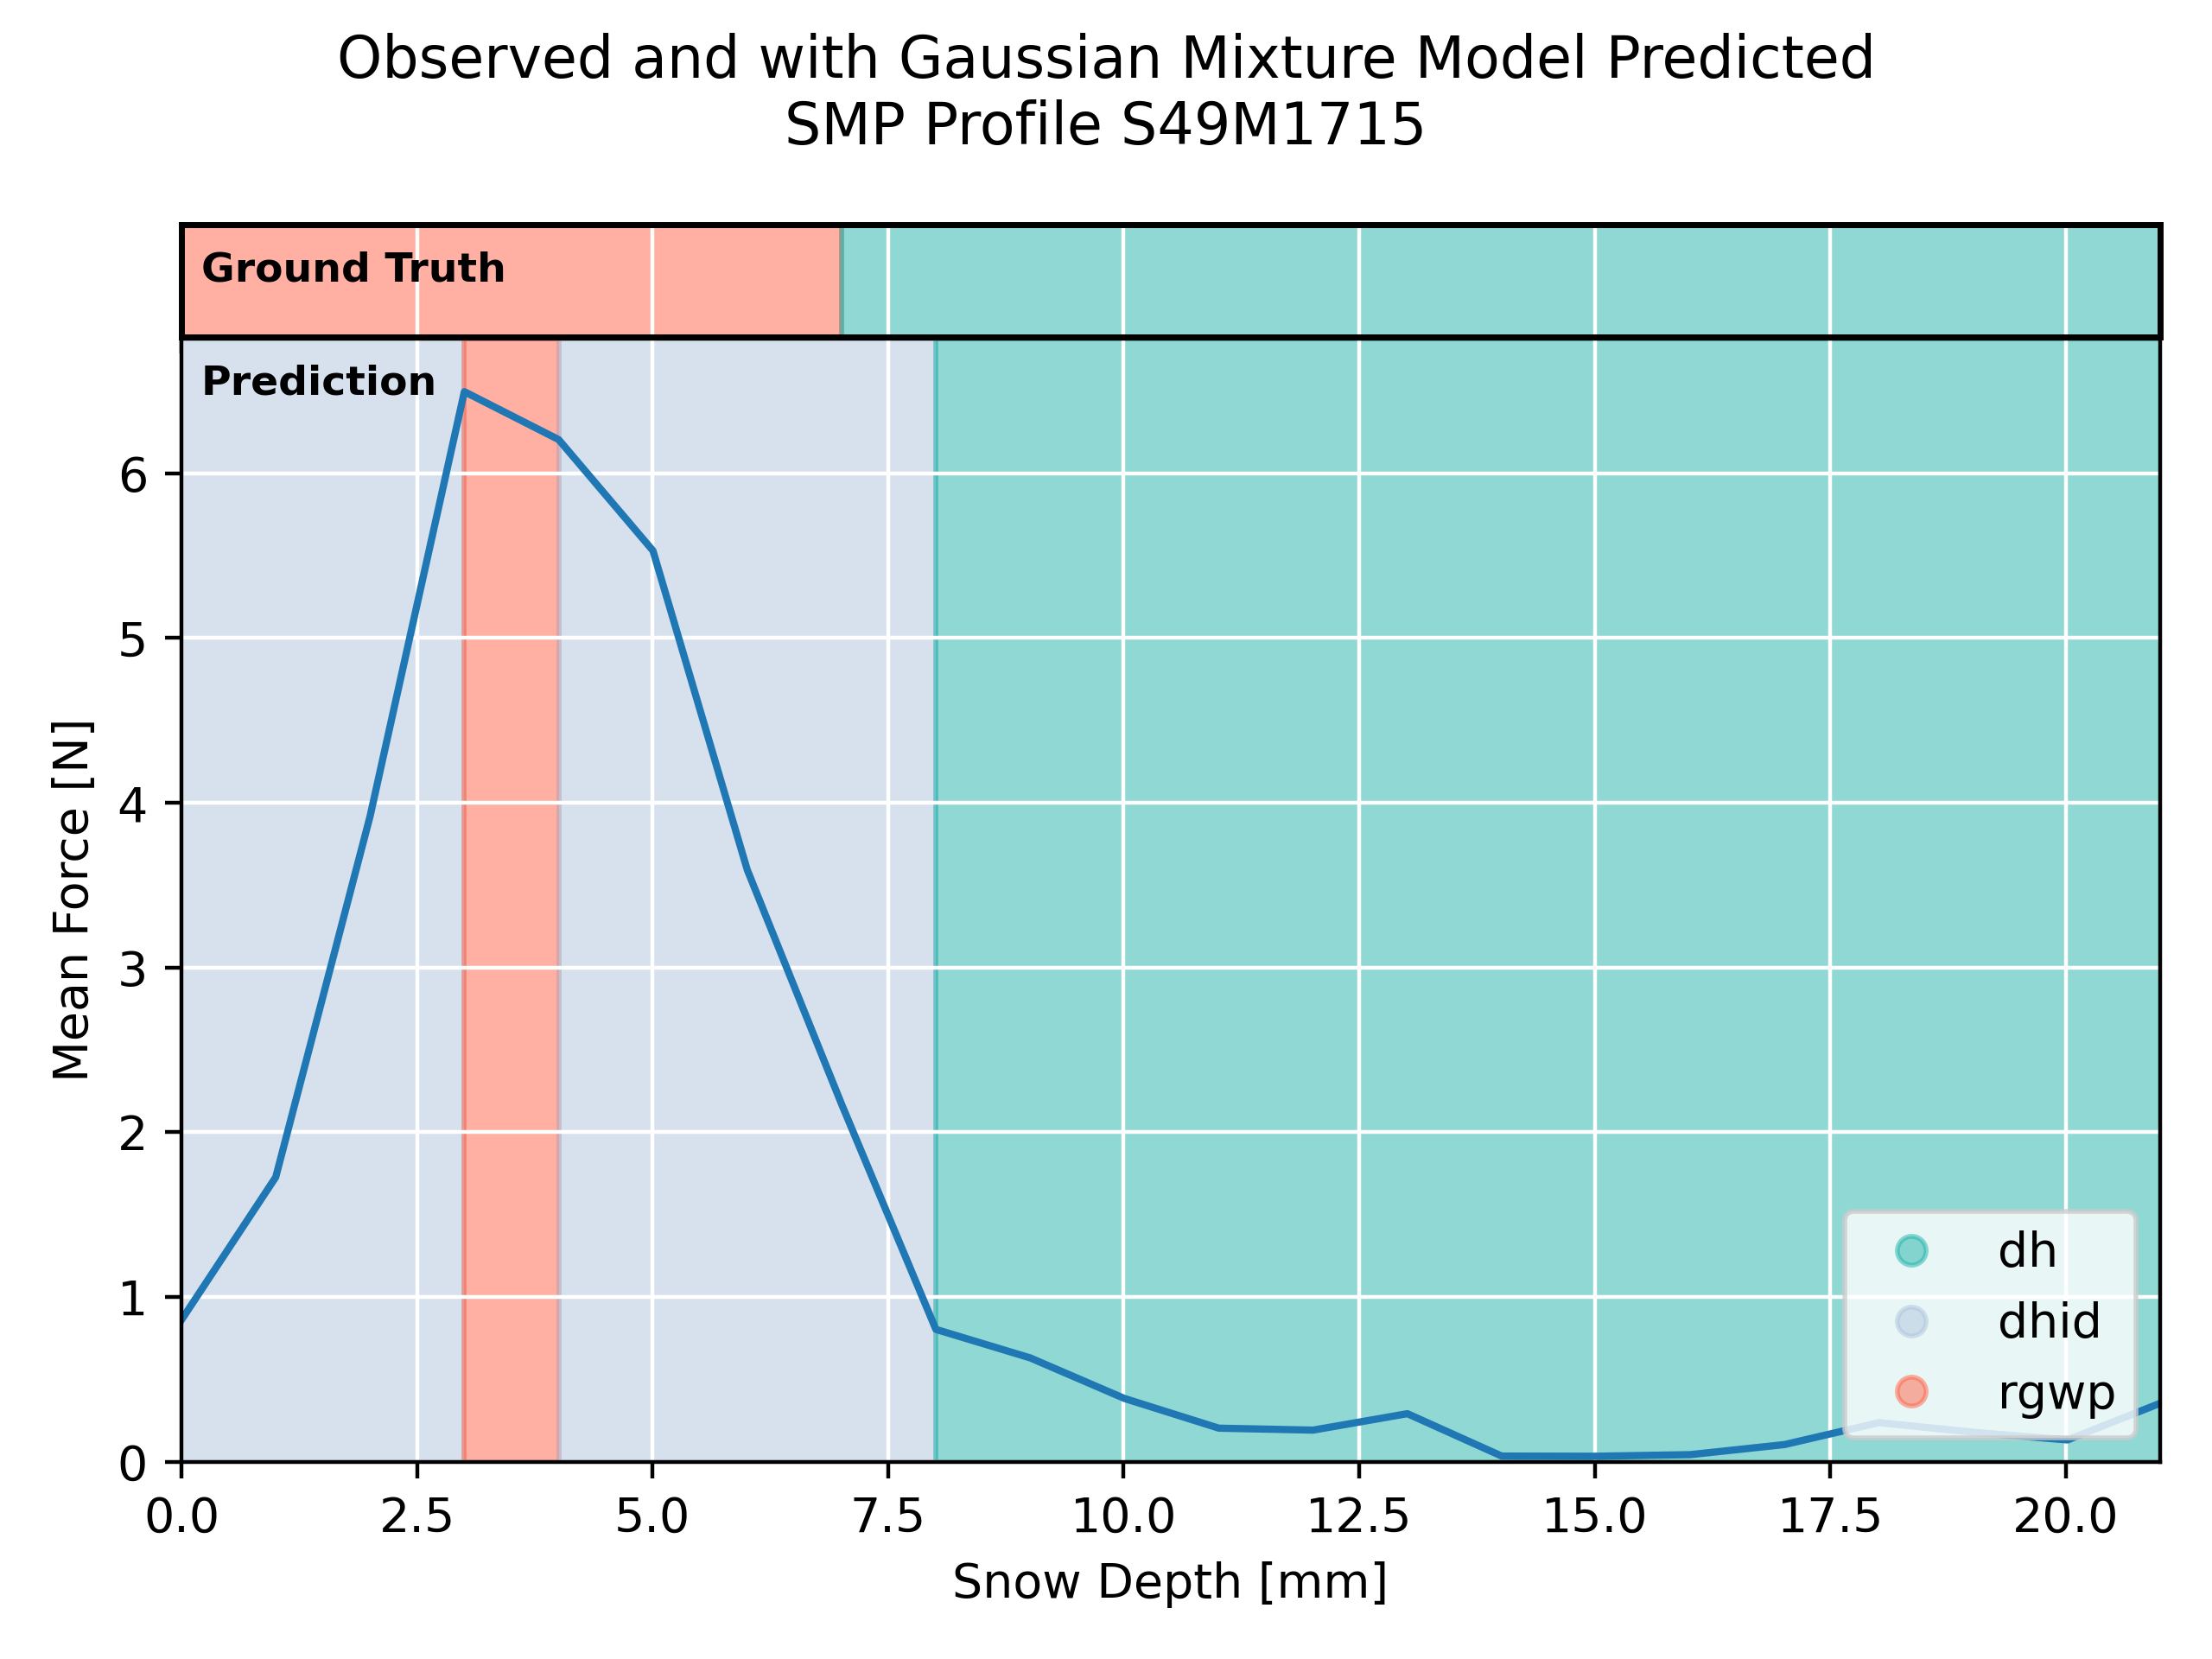 Observed and with Gaussian Mixture Model Predicted
SMP Profile S49M1715
Ground Truth
Prediction
6
5
4
3
2
1
0
Mean Force [N]
dh
dhid
rgwp
0.0 2.5 5.0 7.5 10.0 12.5 15.0 17.5 20.0
Snow Depth [mm]